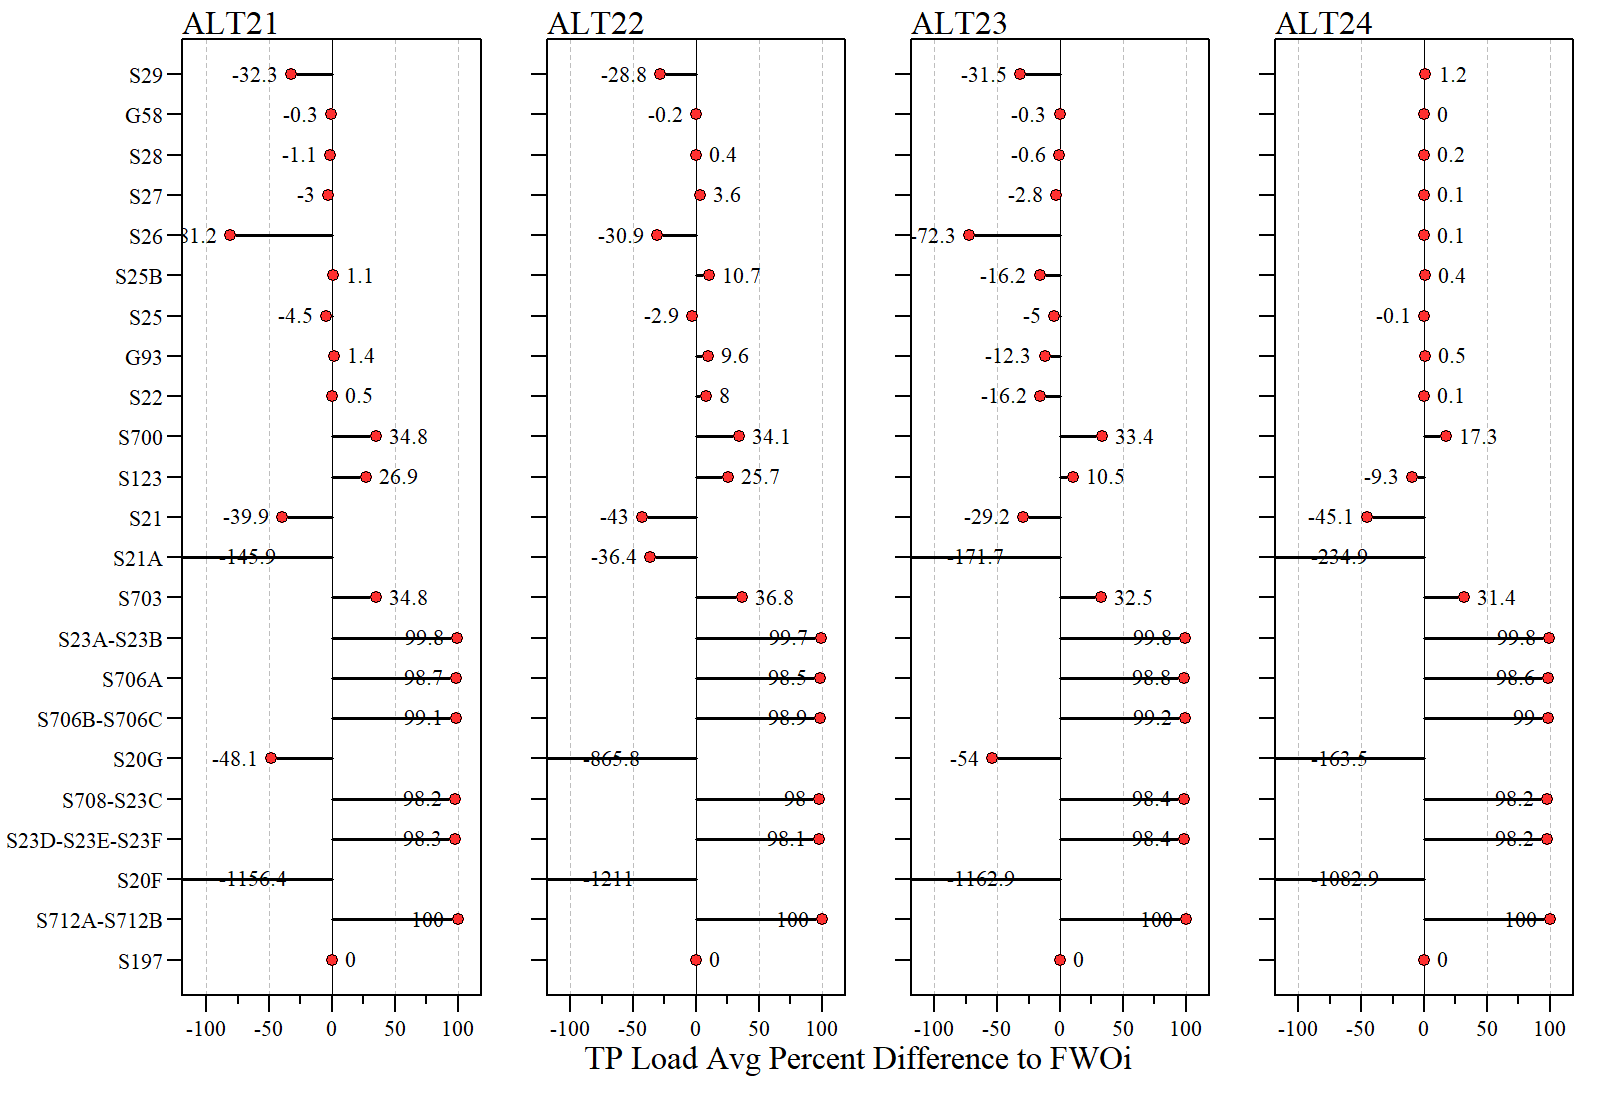 ALT21 ALT22 ALT23 ALT24
S29 -32.3 -28.8 -31.5 1.2
G58 -0.3 -0.2 -0.3 0
S28 -1.1 0.4 -0.6 0.2
S27 -3 3.6 -2.8 0.1
S26 81.2 -30.9 -72.3 0.1
S25B 1.1 10.7 -16.2 0.4
S25 -4.5 -2.9 -5 -0.1
G93 1.4 9.6 -12.3 0.5
S22 0.5 8 -16.2 0.1
S700 34.8 34.1 33.4 17.3
S123 26.9 25.7 10.5 -9.3
S21 -39.9 -43 -29.2 -45.1
S21A -145.9 -36.4 -171.7 -234.9
S703 34.8 36.8 32.5 31.4
S23A-S23B 99.8 99.7 99.8 99.8
S706A 98.7 98.5 98.8 98.6
S706B-S706C 99.1 98.9 99.2 99
S20G -48.1 -865.8 -54 -163.5
S708-S23C 98.2 98 98.4 98.2
S23D-S23E-S23F 98.3 98.1 98.4 98.2
S20F -1156.4 -1211 -1162.9 -1082.9
S712A-S712B 100 100 100 100
S197 0 0 0 0
-100 -50 0 50 100 -100 -50 0 50 100 -100 -50 0 50 100 -100 -50 0 50 100
TP Load Avg Percent Difference to FWOi